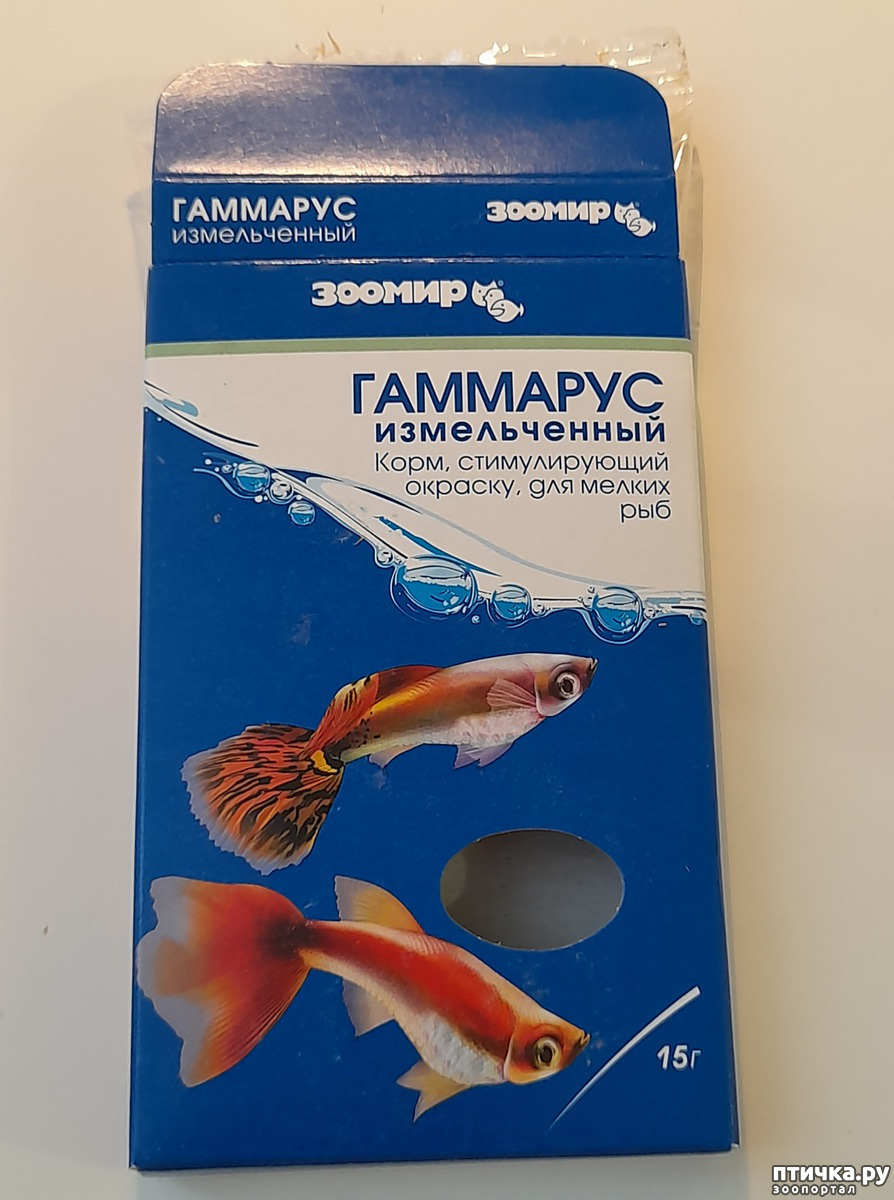 ГАММАРУС
измельченный
зоомир
зоомир
ГАММАРУС
измельченный
Корм, стимулирующий
окраску, для мелких
рыб
15г
птичка.ру
зоопортал